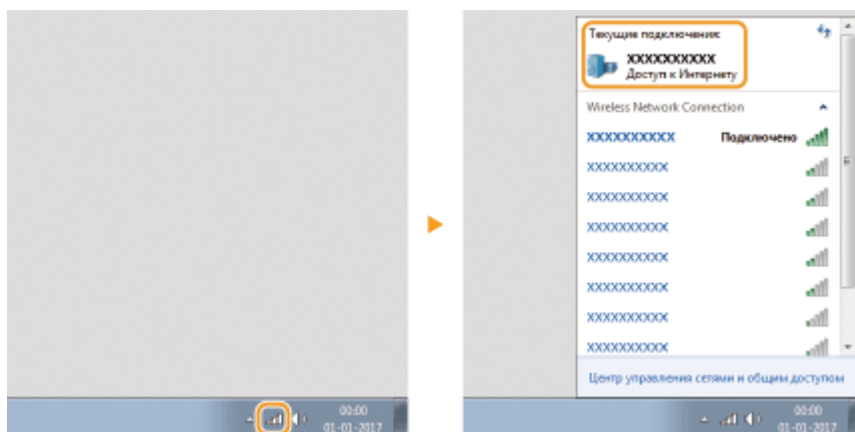 00:00
01-01-2017
Текущие подключения:
XXXXXXXXXX
Доступ к Интернету
Wireless Network Connection
XXXXXXXXXX Подключено
XXXXXXXXXX
XXXXXXXXXX
XXXXXXXXXX
XXXXXXXXXX
XXXXXXXXXX
XXXXXXXXXX
XXXXXXXXXX
Центр управления сетями и общим доступом
00:00
01-01-2017